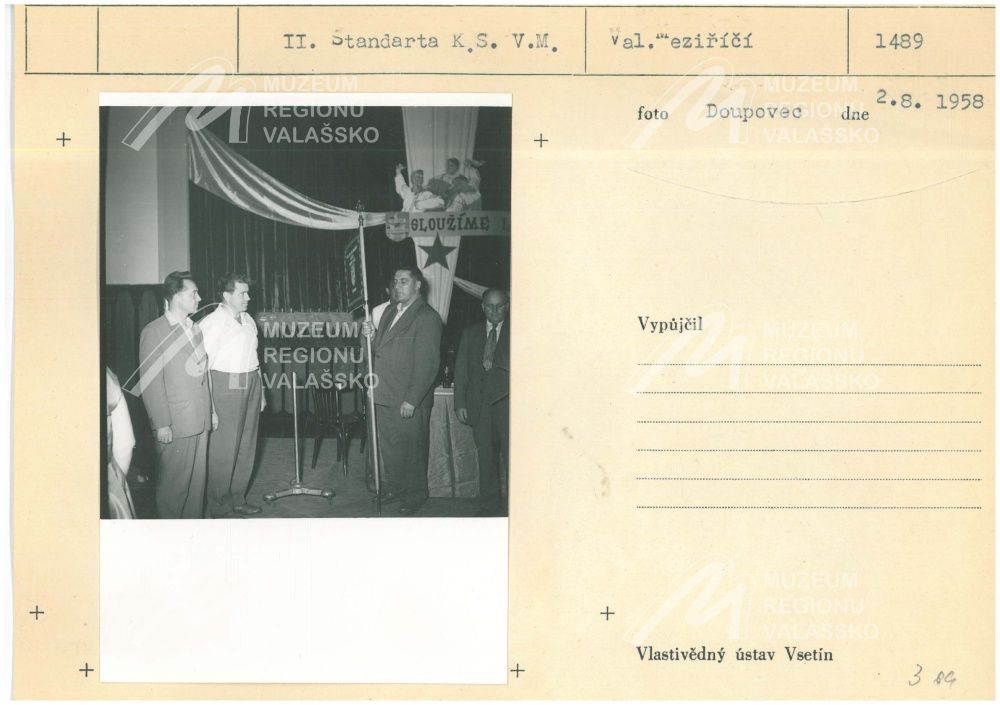 II. Standarta K.S. V.M.
Val.Meziříčí
1489
foto Doupovec dne 2.8. 1958
SLOUŽÍME
Vypůjčil
Vlastivědný ústav Vsetín
MUZEUM
REGIONU
VALAŠSKO
MUZEUM
REGIONU
VALAŠSKO
MUZEUM
REGIONU
VALAŠSKO
MUZEUM
REGIONU
VALAŠSKO
MUZEUM
REGIONU
VALAŠSKO